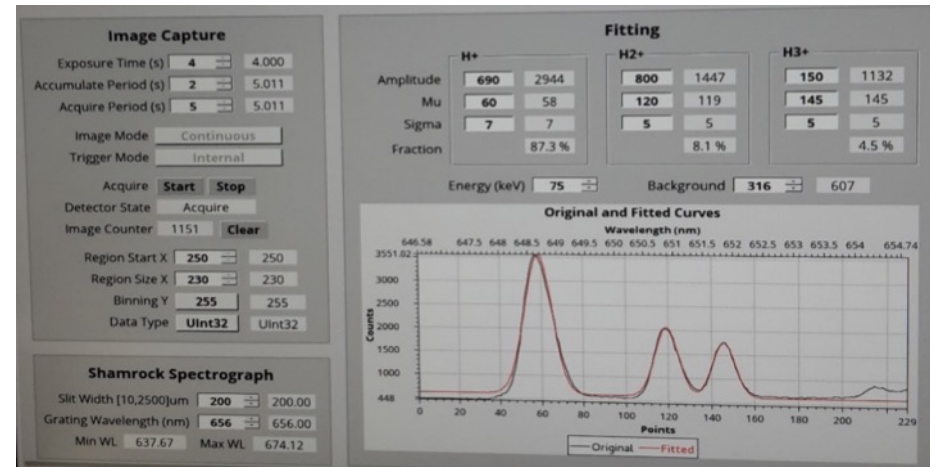 Image Capture
Exposure Time (s) 4 4.000
Accumulate Period (s) 2 5.011
Acquire Period (s) 5 5.011
Image Mode Continuous
Trigger Mode Internal
Acquire Start Stop
Detector State Acquire
Image Counter 1151 Clear
Region Start X 250 250
Region Size X 230 230
Binning Y 255 255
Data Type UInt32 UInt32
Shamrock Spectrograph
Slit Width [10,2500]um 200 200.00
Grating Wavelength (nm) 656 656.00
Min WL 637.67 Max WL 674.12
Fitting
H+ H2+ H3+
Amplitude 690 2944 800 1447 150 1132
Mu 60 58 120 119 145 145
Sigma 7 7 5 5 5 5
Fraction 87.3 % 8.1 % 4.5 %
Energy (keV) 75 Background 316 607
Original and Fitted Curves
Wavelength (nm)
646.58 647.5 648 648.5 649 649.5 650 650.5 651 651.5 652 652.5 653 653.5 654 654.74
3551.02
3000
2500
2000
1500
1000
448
Counts
0 20 40 60 80 100 120 140 160 180 200 229
Points
Original Fitted